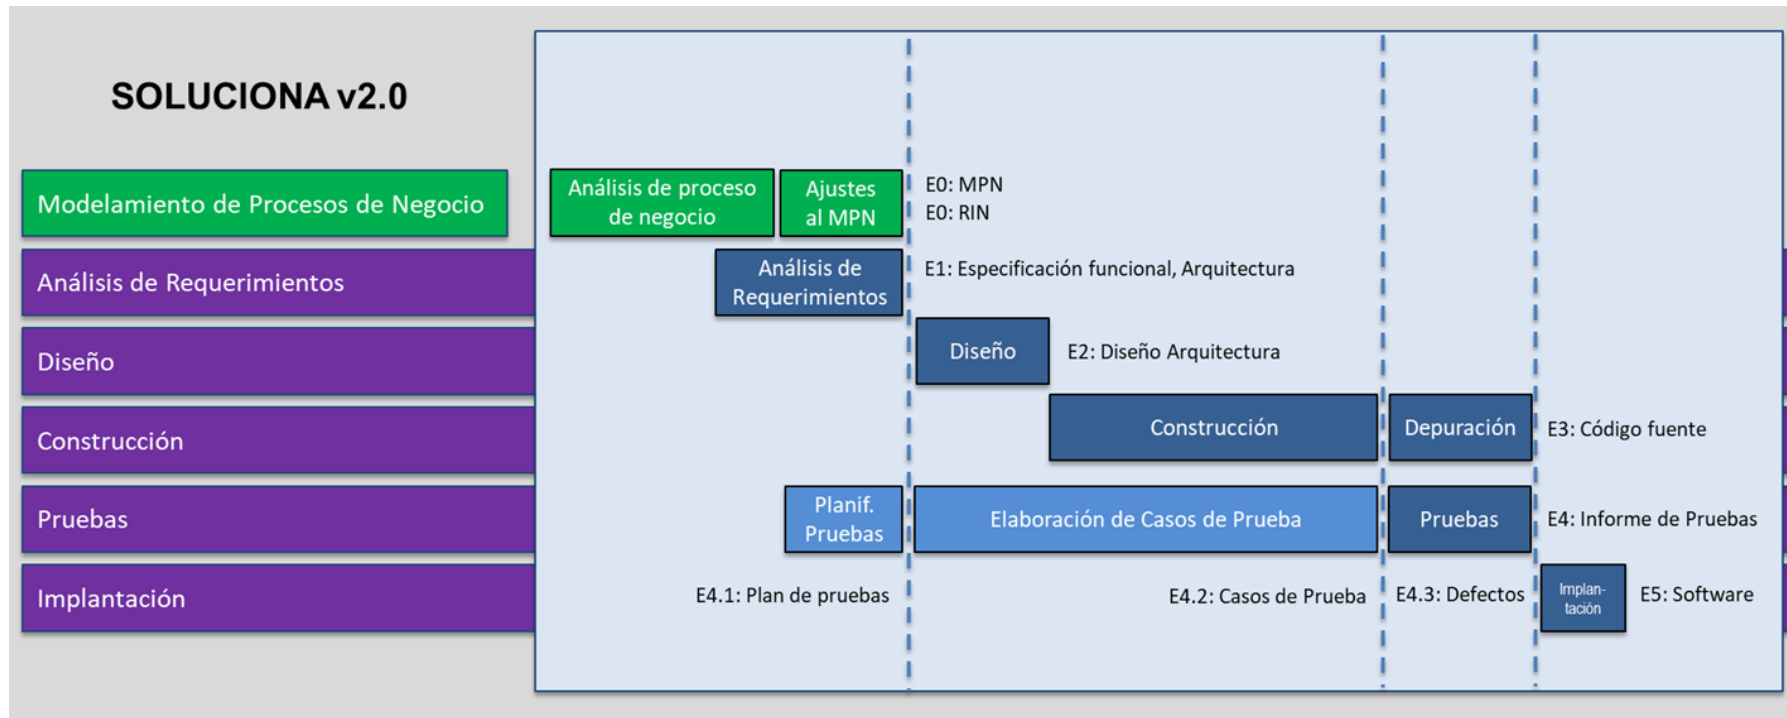 SOLUCIONA v2.0
Modelamiento de Procesos de Negocio
Análisis de proceso
de negocio
Ajustes
al MPN
E0: MPN
E0: RIN
Análisis de Requerimientos
Análisis de
Requerimientos
E1: Especificación funcional, Arquitectura
Diseño
Diseño
E2: Diseño Arquitectura
Construcción
Construcción
Depuración
E3: Código fuente
Pruebas
Planif.
Pruebas
Elaboración de Casos de Prueba
Pruebas
E4: Informe de Pruebas
Implantación
E4.1: Plan de pruebas
E4.2: Casos de Prueba
E4.3: Defectos
Implan-
tación
E5: Software